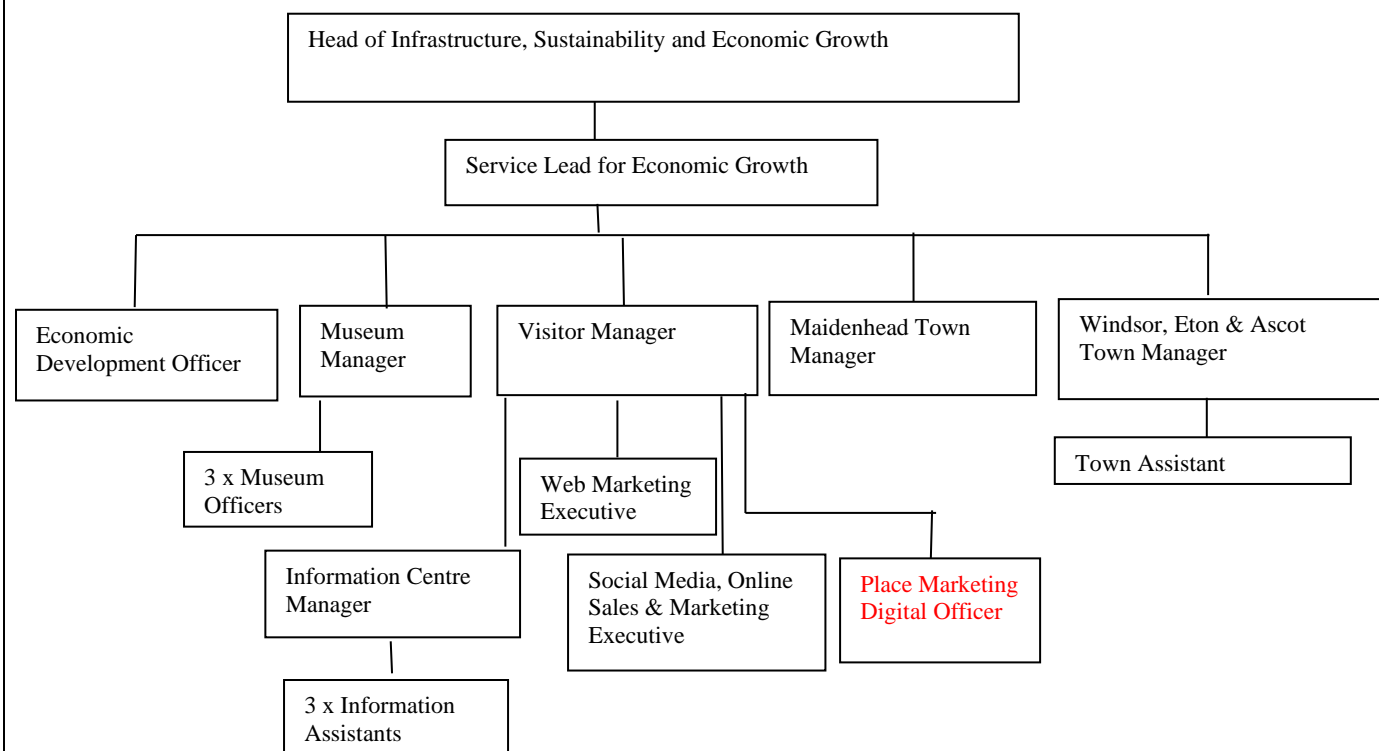 Head of Infrastructure, Sustainability and Economic Growth
Service Lead for Economic Growth
Economic
Development Officer
Museum
Manager
Visitor Manager
Maidenhead Town
Manager
Windsor, Eton & Ascot
Town Manager
3 x Museum
Officers
Web Marketing
Executive
Town Assistant
Information Centre
Manager
Social Media, Online
Sales & Marketing
Executive
Place Marketing
Digital Officer
3 x Information
Assistants